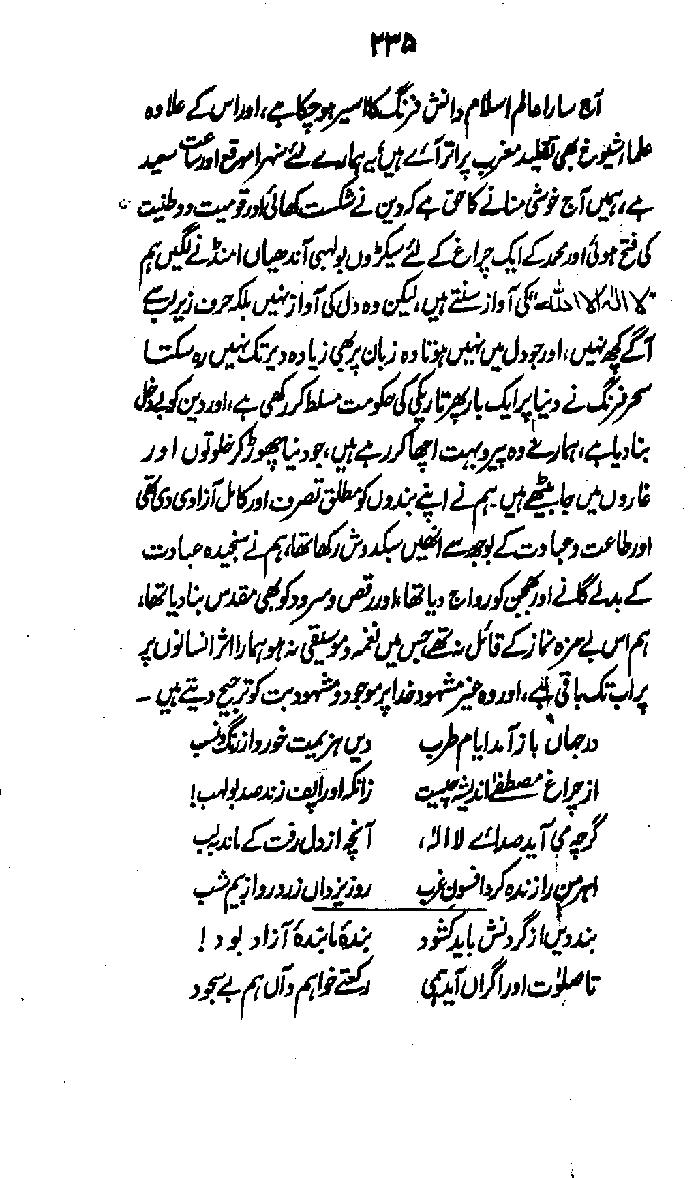 ۲۳۵
آج سارا عالم اسلام دانش فرنگ کا اسیر ہو چکا ہے، اور اس کے علاوہ
علماء شیوخ بھی تقلید مغرب پر اتر آئے ہیں یہ ہمارے لئے سنہرا موقع اور ساعت سعید
ہے، ہمیں آج خوشی منانے کا حق ہے کہ دین نے شکست کھائی اور قومیت و وطنیت
کی فتح ہوئی اور محمد کے ایک چراغ کے لئے سیکڑوں بولہبی آندھیاں امنڈنے لگیں ہم
"لا الہ الا اللہ" کی آواز سنتے ہیں، لیکن وہ دل کی آواز نہیں بلکہ حرف زیر لب سے
آگے کچھ نہیں، اور جو دل میں نہیں ہوتا وہ زبان پر بھی زیادہ دیر تک نہیں رہ سکتا
سحر فرنگ نے دنیا پر ایک بار پھر تاریکی کی حکومت مسلط کر رکھی ہے، اور دین کو بے دخل
بنا دیا ہے، ہمارے وہ پیرو بہت اچھا کر رہے ہیں، جو دنیا چھوڑ کر خلوتوں اور
غاروں میں جا بیٹھے ہیں ہم نے اپنے بندوں کو مطلق تصرف اور کامل آزادی دی تھی
اور طاعت و عبادت کے بوجھ سے انھیں سبکدوش رکھا تھا، ہم نے سنجیدہ عبادت
کے بدلے گانے اور بھجن کو رواج دیا تھا، اور رقص و سرود کو بھی مقدس بنا دیا تھا،
ہم اس بے مزہ نماز کے قائل نہ تھے جس میں نغمہ و موسیقی نہ ہو ہمارا اثر انسانوں پر
پر اب تک باقی ہے، اور وہ غیر مشہود خدا پر موجود و مشہود بت کو ترجیح دیتے ہیں۔
در جہاں باز آمد ایام طرب دیں ہزیمت خورد از رنگ و نسب
از چراغ مصطفےٰ اندیشہ چیست زانکہ او را پف زند صد بولہب!
گرچہ می آید صدائے لا الٰہ، آنچہ از دل رفت کے ماند بلب
اہرمن را زندہ کرد افسون غرب روز یزداں زرد رو از بیم شب
بند دیں از گردنش باید کشود بندۂ ما بندۂ آزاد بود!
تا صلوٰت او را گراں آید ہمی رکعتے خواہیم و آں ہم بے سجود